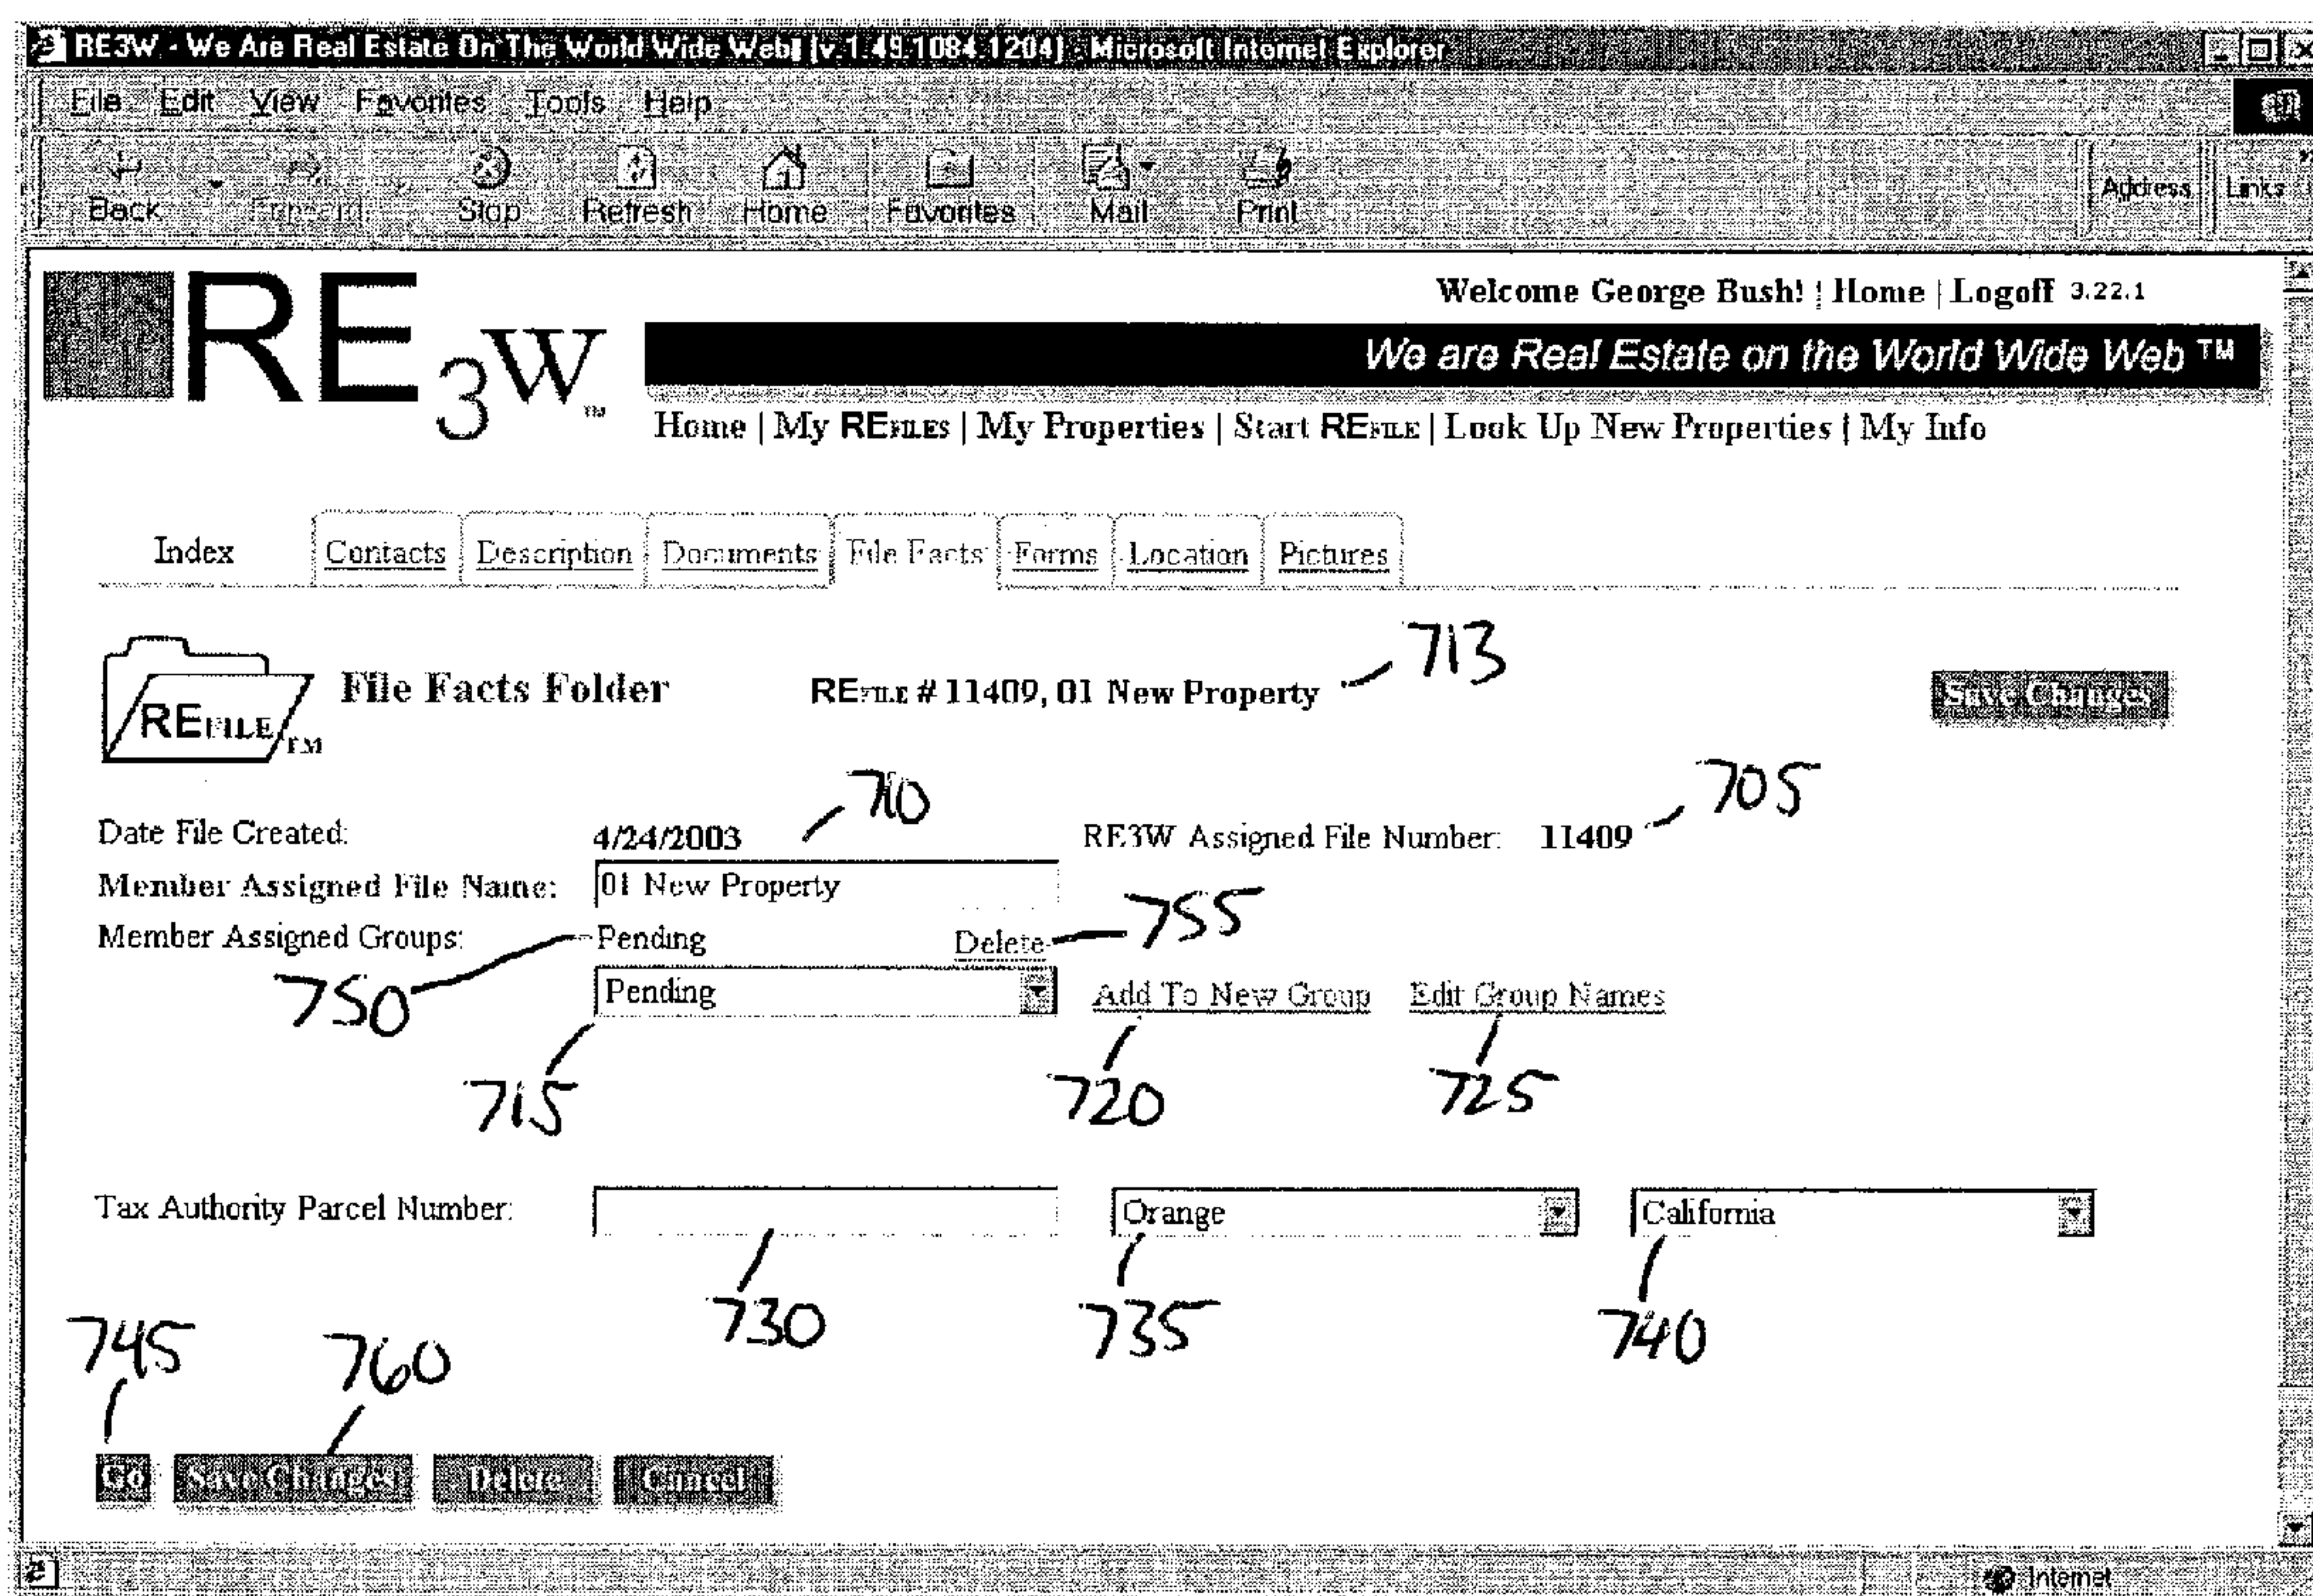 RE3W - We Are Real Estate On The World Wide Web! [v 1.49.1084.1204] - Microsoft Internet Explorer
File Edit View Favorites Tools Help
Back Forward Stop Refresh Home Favorites Mail Print Address Links
Welcome George Bush! | Home | Logoff 3.22.1
RE3W ™
We are Real Estate on the World Wide Web ™
Home | My REFILES | My Properties | Start REFILE | Look Up New Properties | My Info
Index Contacts Description Documents File Facts Forms Location Pictures
713
REFILE TM File Facts Folder REFILE # 11409, 01 New Property Save Changes
710 705
Date File Created: 4/24/2003 RE3W Assigned File Number: 11409
Member Assigned File Name: 01 New Property
755
Member Assigned Groups: Pending Delete
750 Pending Add To New Group Edit Group Names
715 720 725
Tax Authority Parcel Number: Orange California
745 760 730 735 740
Go Save Changes Delete Cancel
Internet